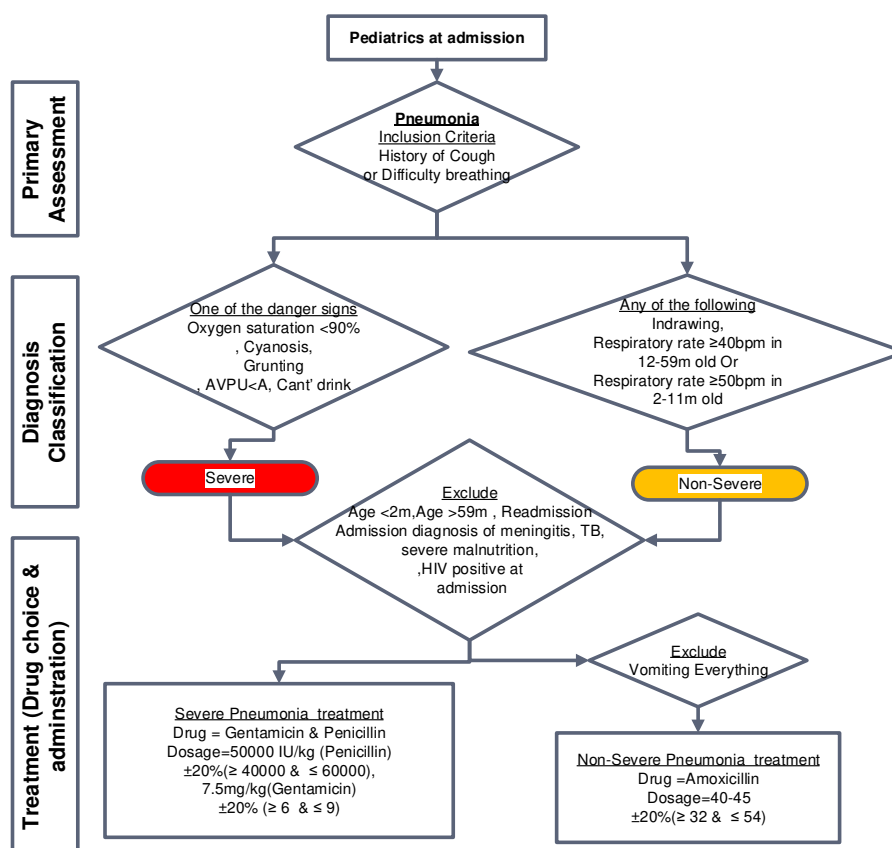 Pediatrics at admission
Primary
Assessment
Pneumonia
Inclusion Criteria
History of Cough
or Difficulty breathing
Diagnosis
Classification
One of the danger signs
Oxygen saturation <90%
, Cyanosis,
Grunting
, AVPU<A, Cant' drink
Any of the following
Indrawing,
Respiratory rate ≥40bpm in
12-59m old Or
Respiratory rate ≥50bpm in
2-11m old
Severe
Non-Severe
Exclude
Age <2m,Age >59m , Readmission
Admission diagnosis of meningitis, TB,
severe malnutrition,
,HIV positive at
admission
Treatment (Drug choice &
adminstration)
Exclude
Vomiting Everything
Severe Pneumonia treatment
Drug = Gentamicin & Penicillin
Dosage=50000 IU/kg (Penicillin)
±20%(≥ 40000 & ≤ 60000),
7.5mg/kg(Gentamicin)
±20% (≥ 6 & ≤ 9)
Non-Severe Pneumonia treatment
Drug =Amoxicillin
Dosage=40-45
±20%(≥ 32 & ≤ 54)